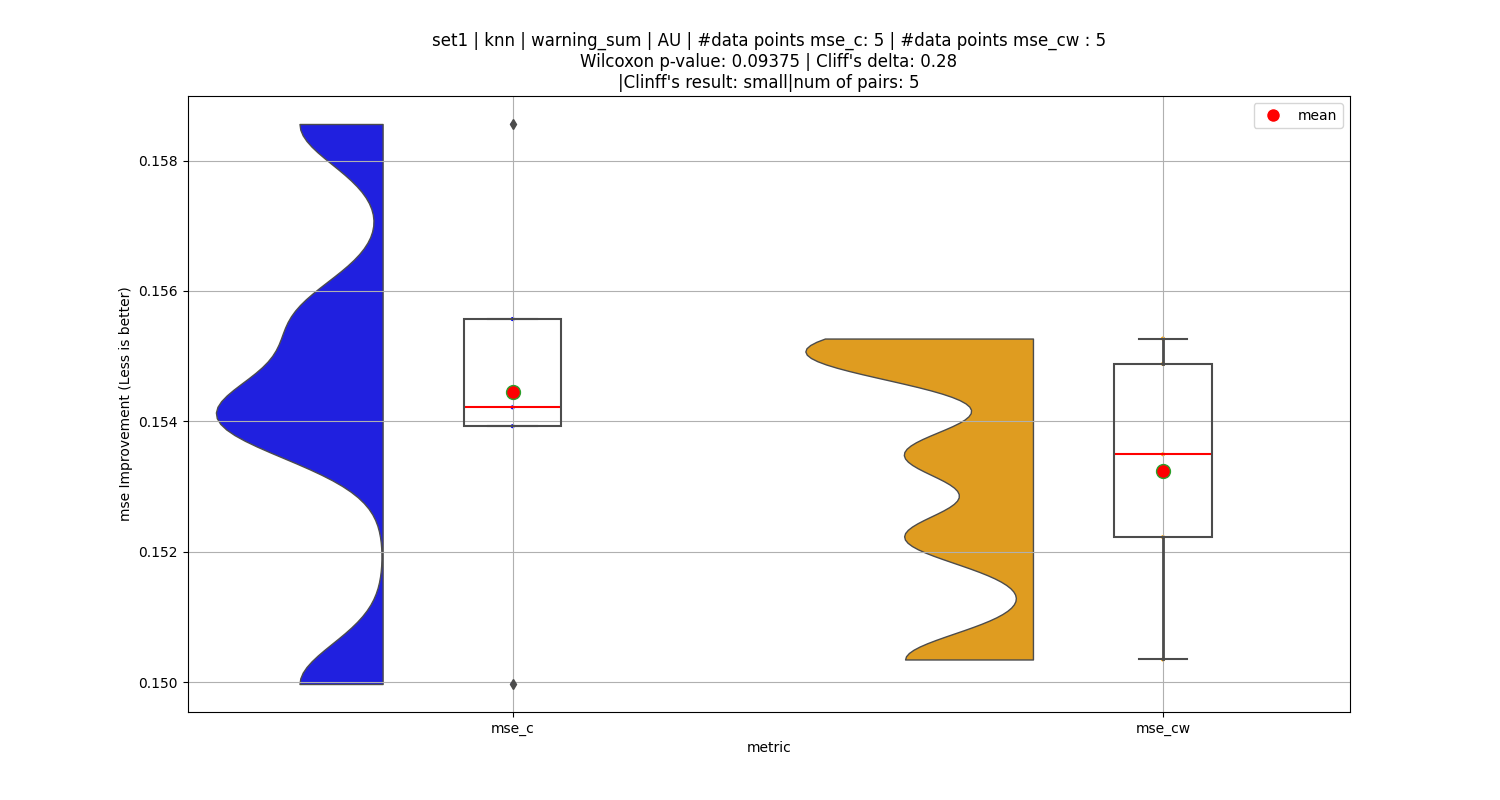 set1 | knn | warning_sum | AU | #data points mse_c: 5 | #data points mse_cw : 5
Wilcoxon p-value: 0.09375 | Cliff's delta: 0.28
|Clinff's result: small|num of pairs: 5
mean
0.158
0.156
0.154
0.152
0.150
mse Improvement (Less is better)
mse_c
mse_cw
metric